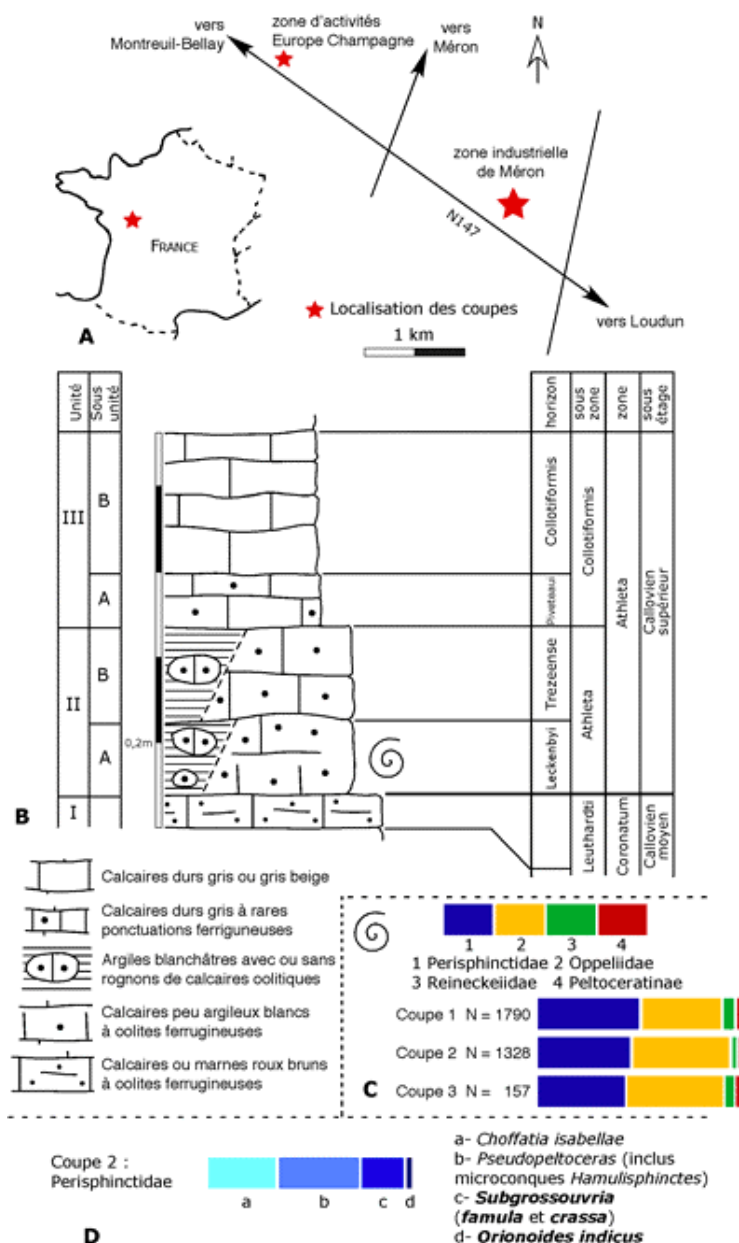 vers
Montreuil-Bellay
zone d'activités
Europe Champagne
vers
Méron
N
zone industrielle
de Méron
N147
FRANCE
vers Loudun
A
Localisation des coupes
1 km
Unité
Sous
unité
horizon
sous
zone
zone
sous
étage
III
B
A
II
B
A
I
0,2m
Collotiformis
Piveteaui
Trezeense
Leckenbyi
Collotiformis
Athleta
Leuthardti
Athleta
Coronatum
Callovien
supérieur
Callovien
moyen
B
Calcaires durs gris ou gris beige
Calcaires durs gris à rares
ponctuations ferriguneuses
Argiles blanchâtres avec ou sans
rognons de calcaires oolitiques
Calcaires peu argileux blancs
à oolites ferrugineuses
Calcaires ou marnes roux bruns
à oolites ferrugineuses
1 2 3 4
1 Perisphinctidae 2 Oppeliidae
3 Reineckeiidae 4 Peltoceratinae
Coupe 1 N = 1790
Coupe 2 N = 1328
Coupe 3 N = 157
C
Coupe 2 :
Perisphinctidae
a b c d
a- Choffatia isabellae
b- Pseudopeltoceras (inclus
microconques Hamulisphinctes)
c- Subgrossouvria
(famula et crassa)
d- Orionoides indicus
D